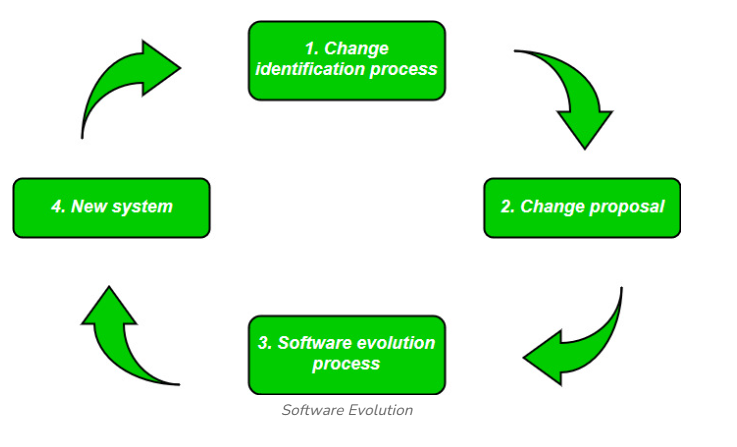 1. Change
identification process
2. Change proposal
3. Software evolution
process
4. New system
Software Evolution